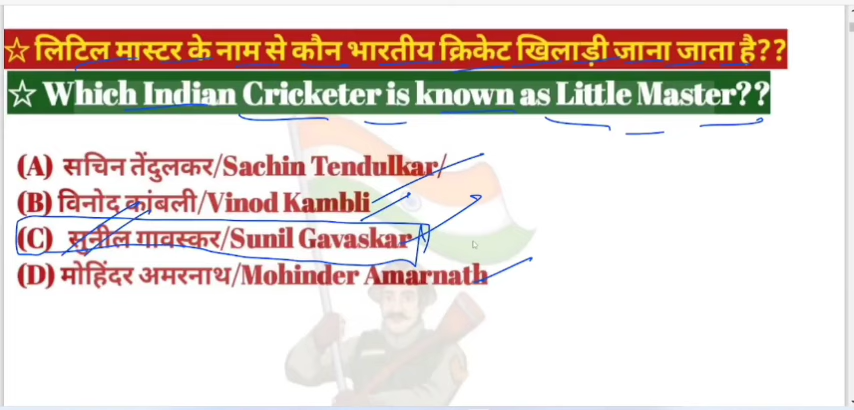 ☆ लिटिल मास्टर के नाम से कौन भारतीय क्रिकेट खिलाड़ी जाना जाता है??
☆ Which Indian Cricketer is known as Little Master??
(A) सचिन तेंदुलकर/Sachin Tendulkar/
(B) विनोद कांबली/Vinod Kambli
(C) सुनील गावस्कर/Sunil Gavaskar
(D) मोहिंदर अमरनाथ/Mohinder Amarnath